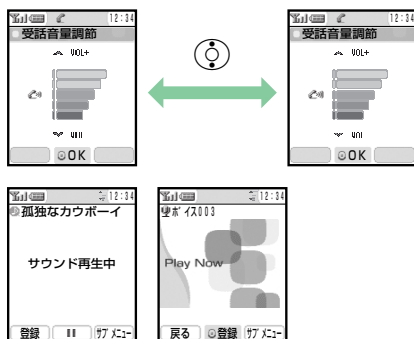 12:34
受話音量調節
VOL+
VOL
OK
12:34
受話音量調節
VOL+
VOL
OK
12:34
孤独なカウボーイ
サウンド再生中
登録 サブメニュー
12:34
ボイス003
Play Now
戻る 登録 サブメニュー